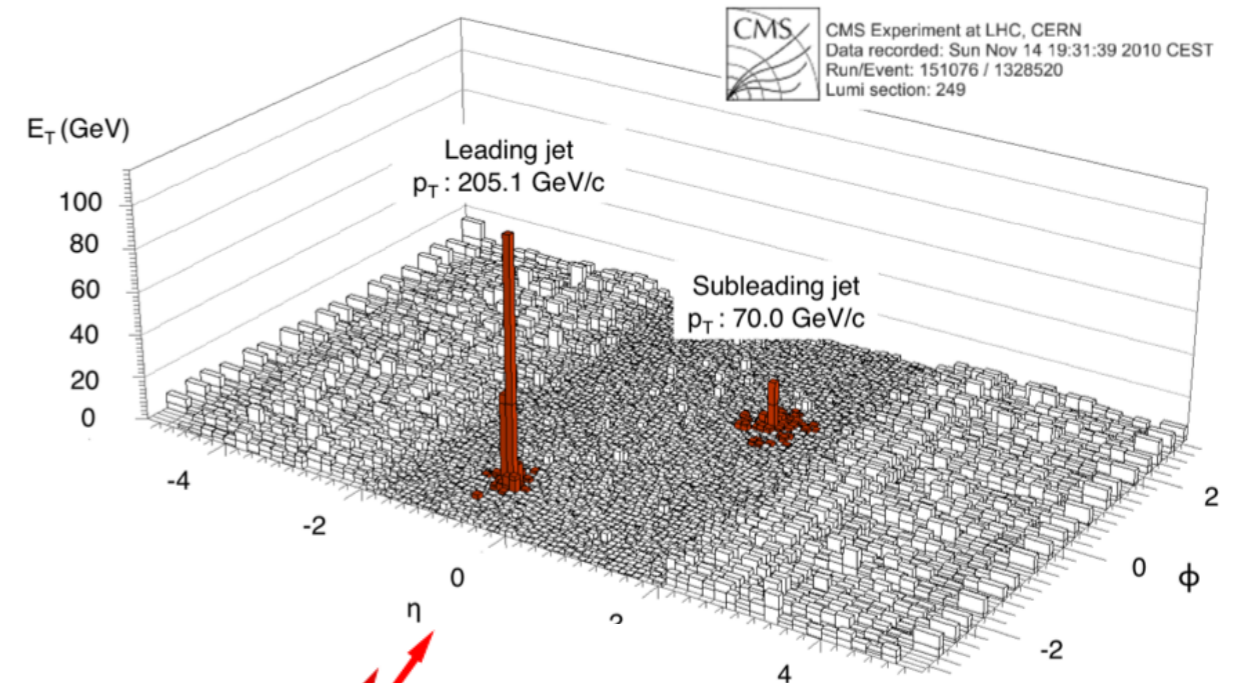 CMS
CMS Experiment at LHC, CERN
Data recorded: Sun Nov 14 19:31:39 2010 CEST
Run/Event: 151076 / 1328520
Lumi section: 249
E_T (GeV)
Leading jet
p_T : 205.1 GeV/c
Subleading jet
p_T : 70.0 GeV/c
100
80
60
40
20
0
-4
-2
0
2
4
η
2
0
-2
ϕ